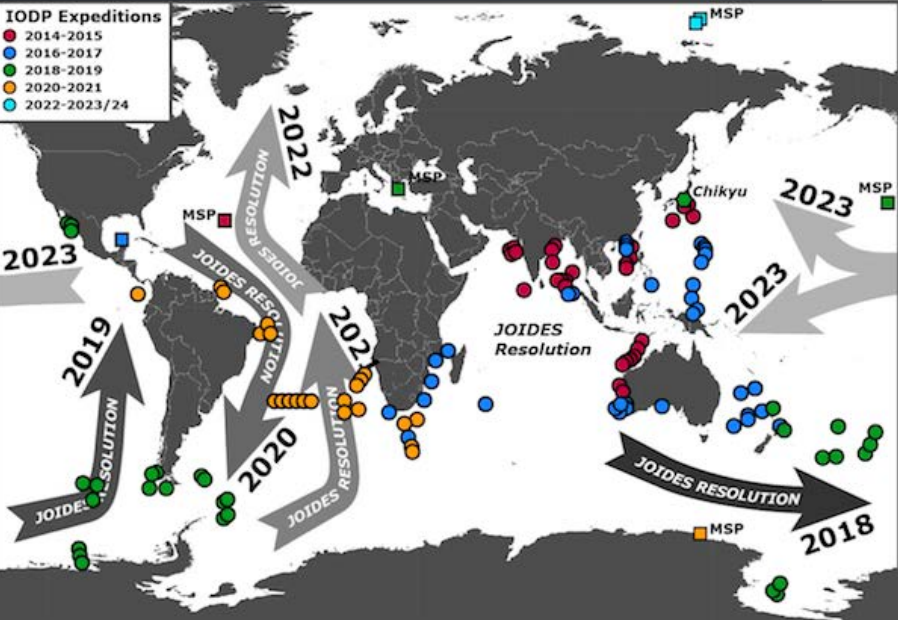 IODP Expeditions
2014-2015
2016-2017
2018-2019
2020-2021
2022-2023/24
MSP
2022
JOIDES RESOLUTION
MSP
Chikyu
2023
MSP
MSP
2023
JOIDES RESOLUTION
2023
2019
2021
JOIDES
Resolution
JOIDES RESOLUTION
JOIDES RESOLUTION
2020
JOIDES RESOLUTION
2018
MSP